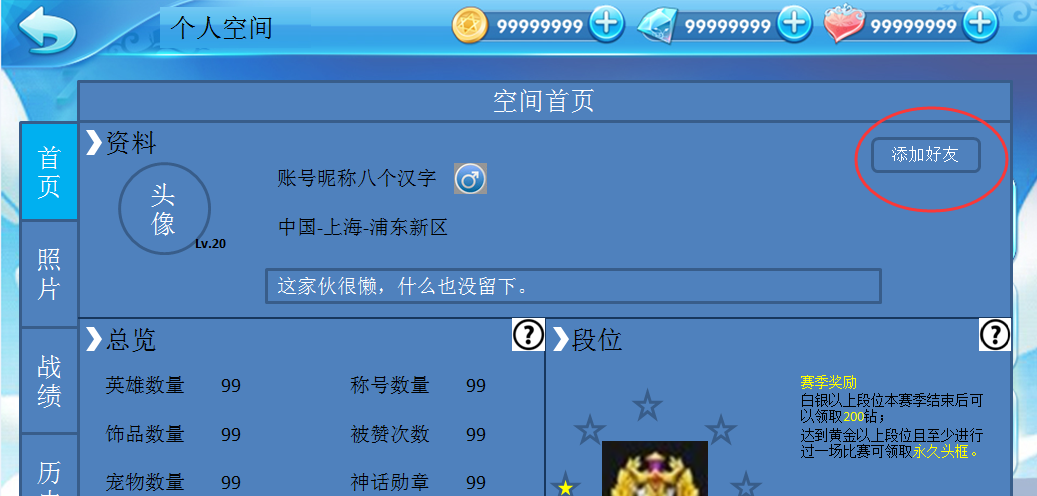 个人空间
99999999
99999999
99999999
空间首页
首页
照片
战绩
资料
添加好友
头像
Lv.20
账号昵称八个汉字
中国-上海-浦东新区
这家伙很懒，什么也没留下。
总览
?
英雄数量 99
称号数量 99
饰品数量 99
被赞次数 99
宠物数量 99
神话勋章 99
段位
?
赛季奖励
白银以上段位本赛季结束后可
以领取200钻；
达到黄金以上段位且至少进行
过一场比赛可领取永久头框。
历